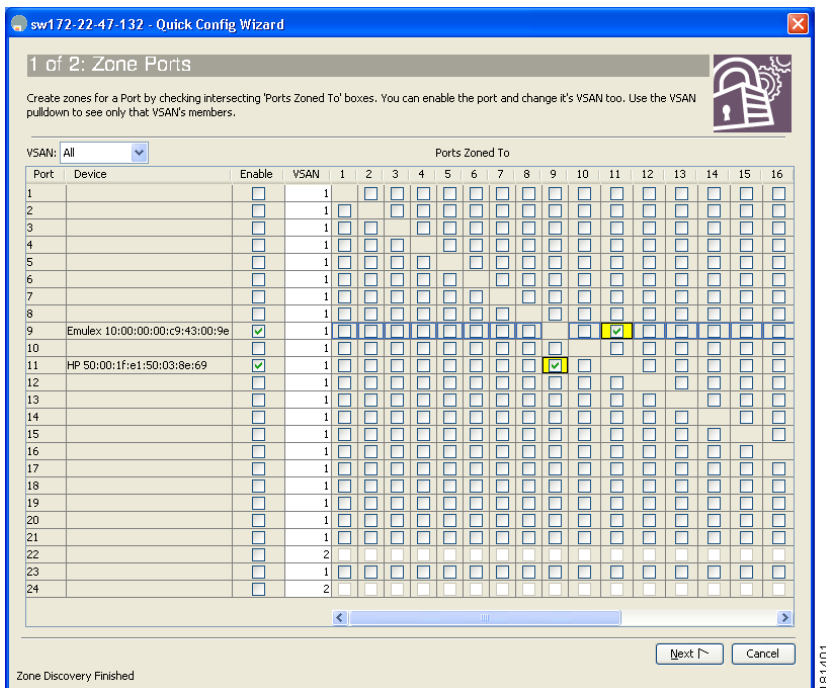 sw172-22-47-132 - Quick Config Wizard
1 of 2: Zone Ports
Create zones for a Port by checking intersecting 'Ports Zoned To' boxes. You can enable the port and change it's VSAN too. Use the VSAN
pulldown to see only that VSAN's members.
VSAN: All Ports Zoned To
Port Device Enable VSAN 1 2 3 4 5 6 7 8 9 10 11 12 13 14 15 16
1 1
2 1
3 1
4 1
5 1
6 1
7 1
8 1
9 Emulex 10:00:00:00:c9:43:00:9e 1
10 1
11 HP 50:00:1f:e1:50:03:8e:69 1
12 1
13 1
14 1
15 1
16 1
17 1
18 1
19 1
20 1
21 1
22 2
23 1
24 2
Next Cancel
Zone Discovery Finished
181401